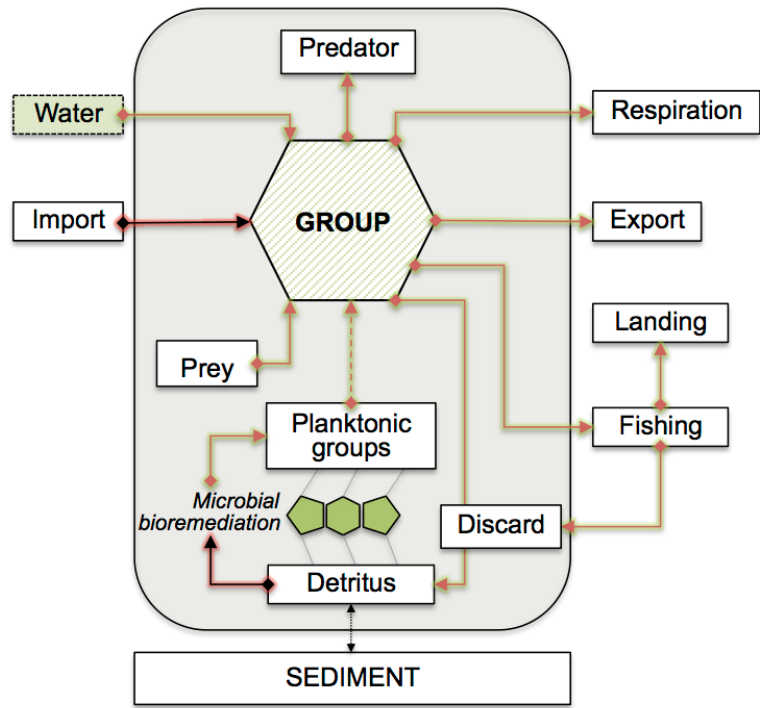 Predator
Water
Respiration
Import
GROUP
Export
Landing
Prey
Planktonic
groups
Fishing
Microbial
bioremediation
Discard
Detritus
SEDIMENT